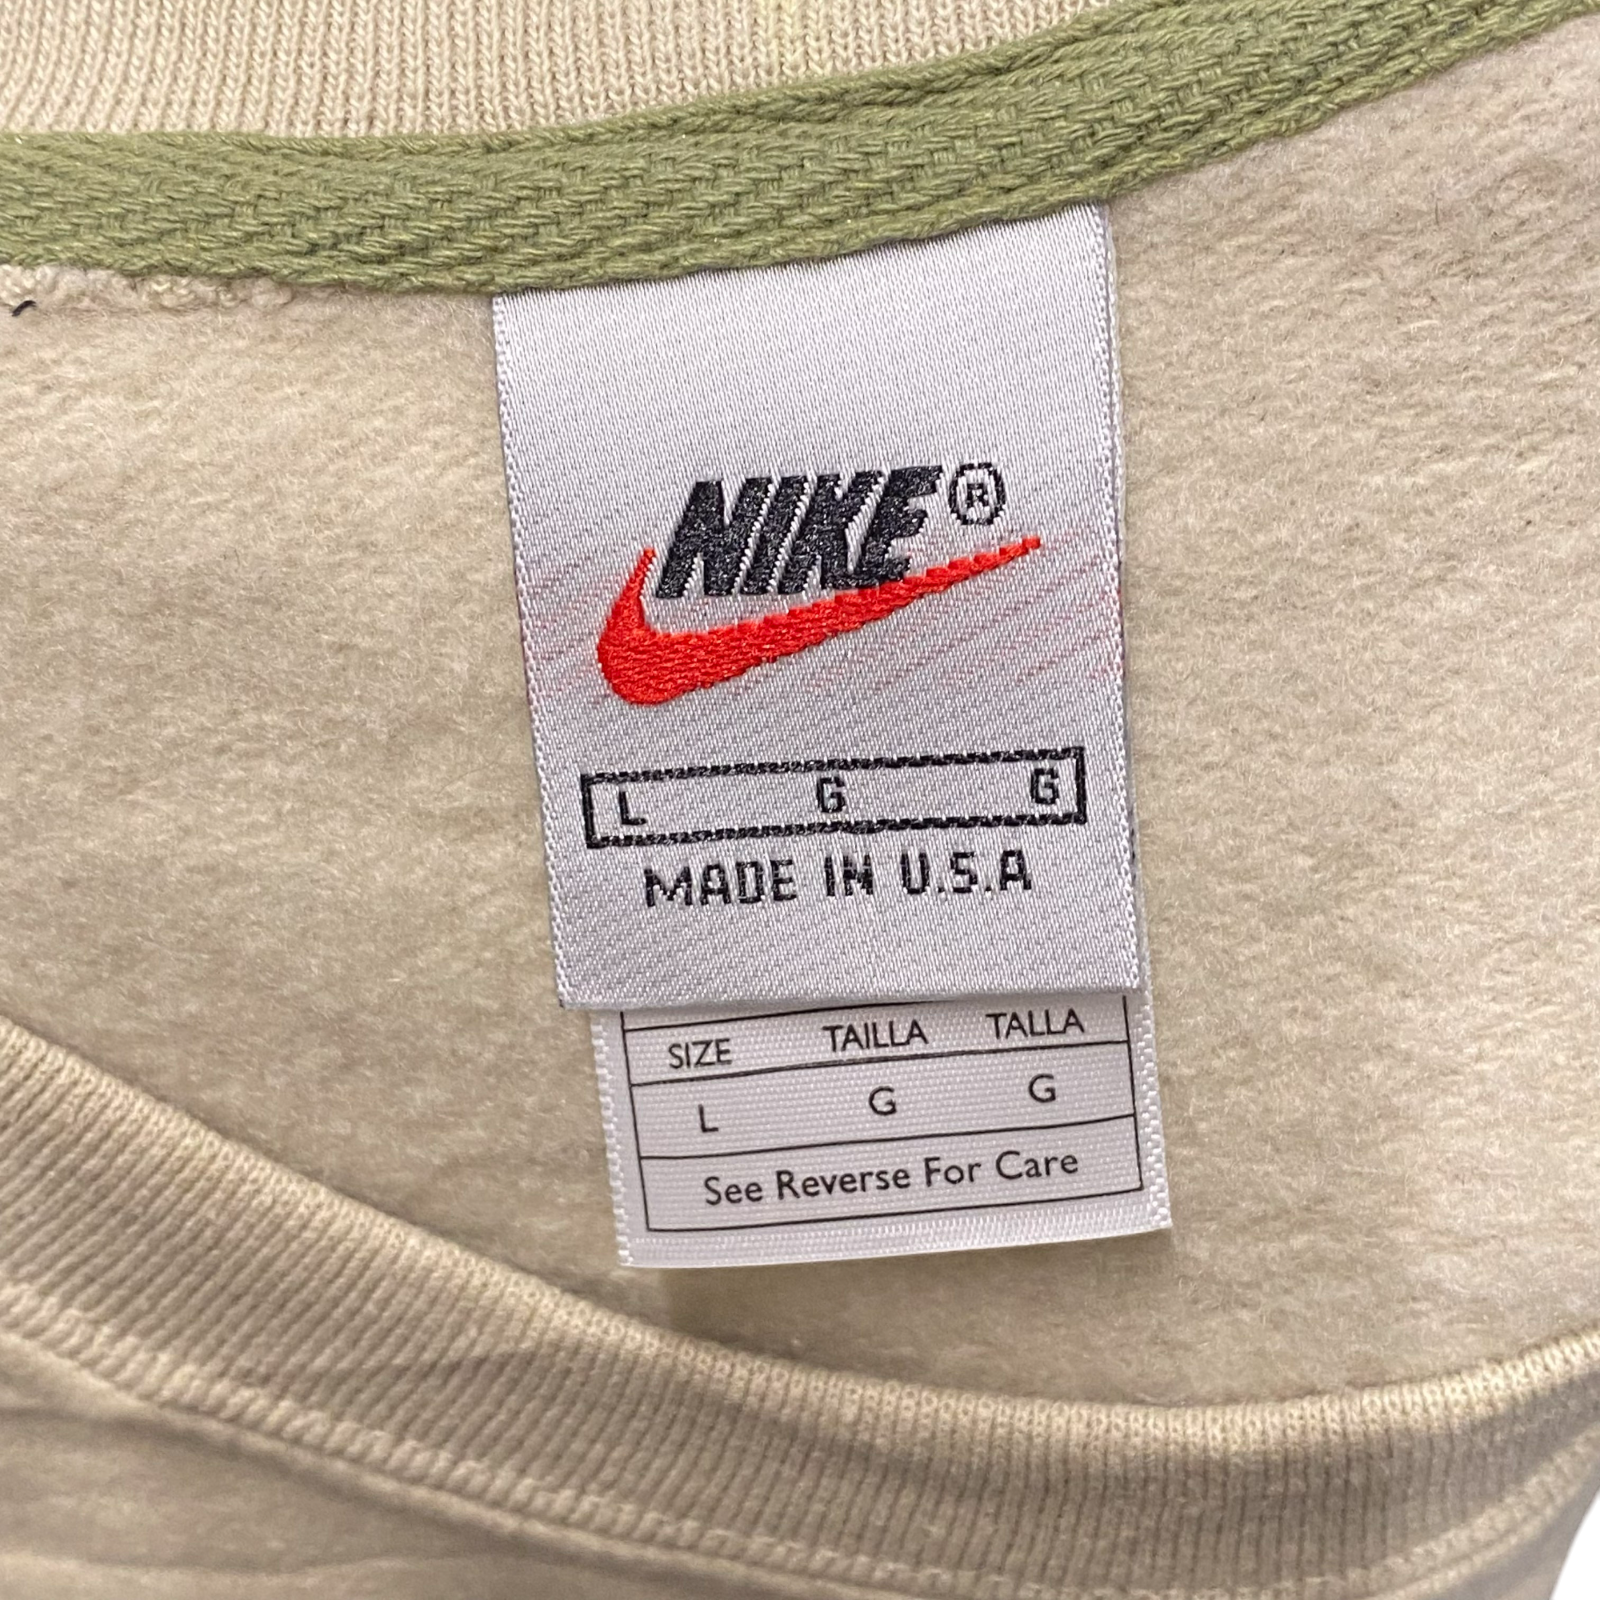 NIKE®
L G G
MADE IN U.S.A
SIZE TAILLA TALLA
L G G
See Reverse For Care